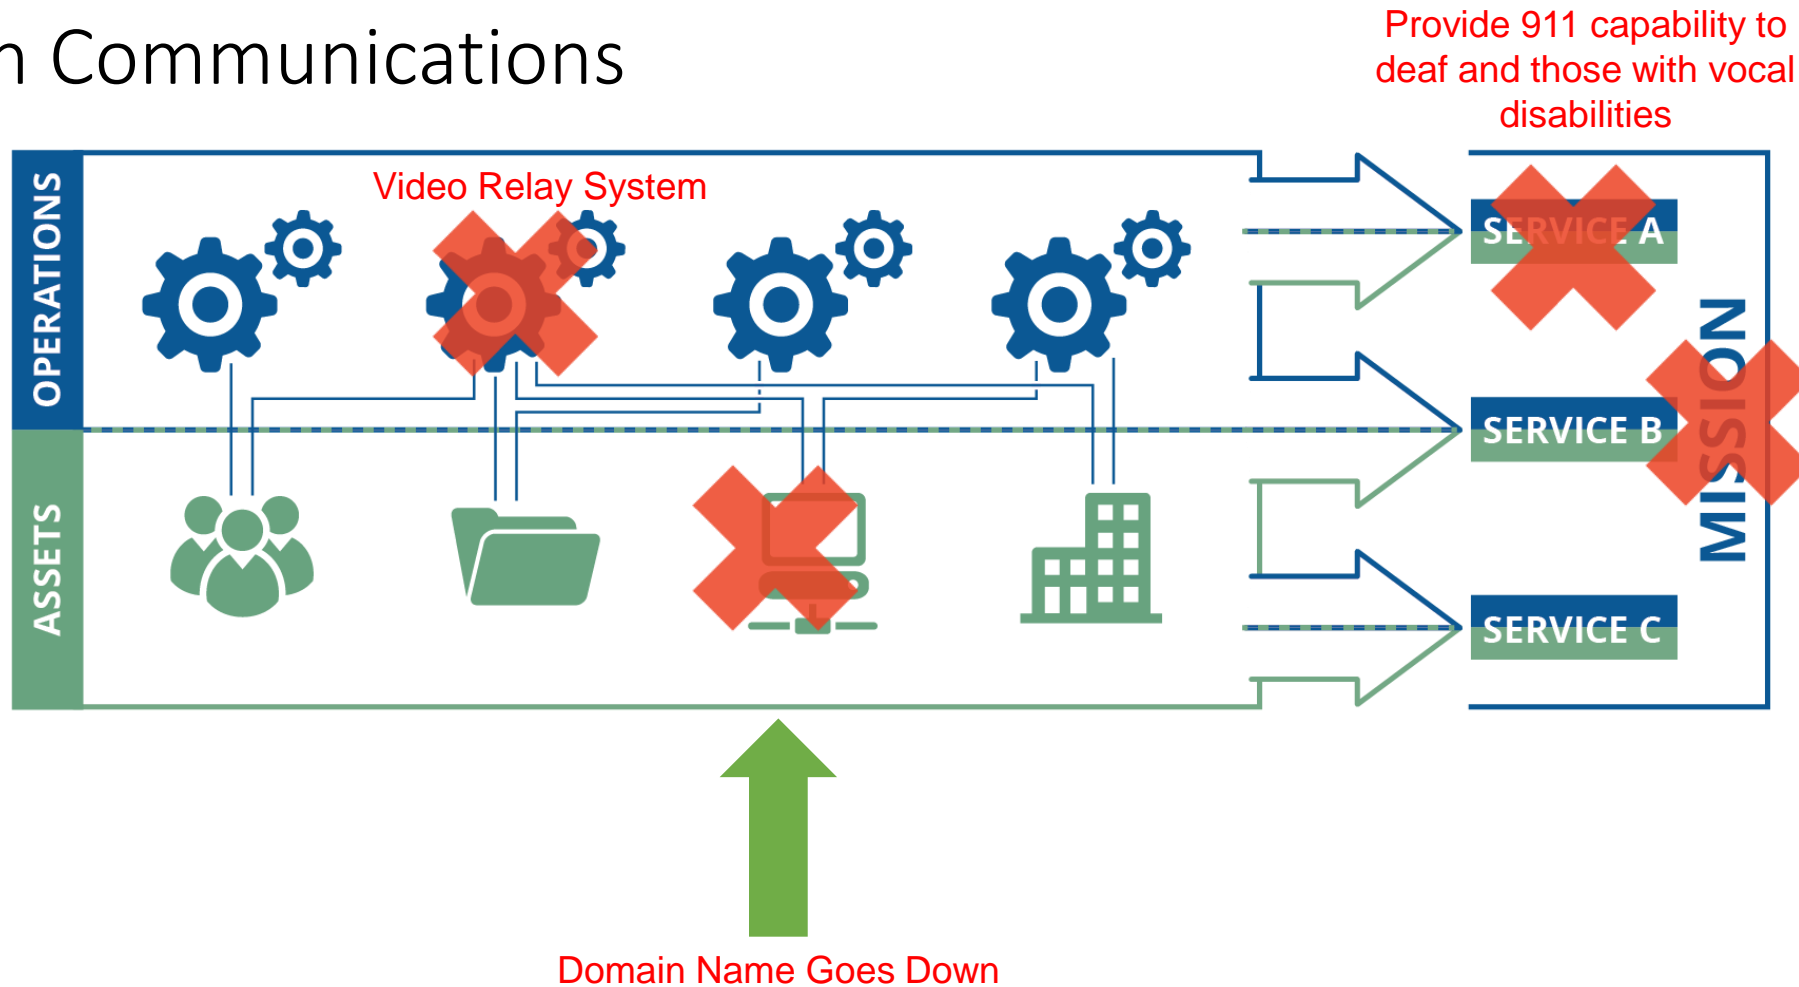 n Communications
Provide 911 capability to
deaf and those with vocal
disabilities
OPERATIONS
Video Relay System
SERVICE A
MISSION
SERVICE B
ASSETS
SERVICE C
Domain Name Goes Down